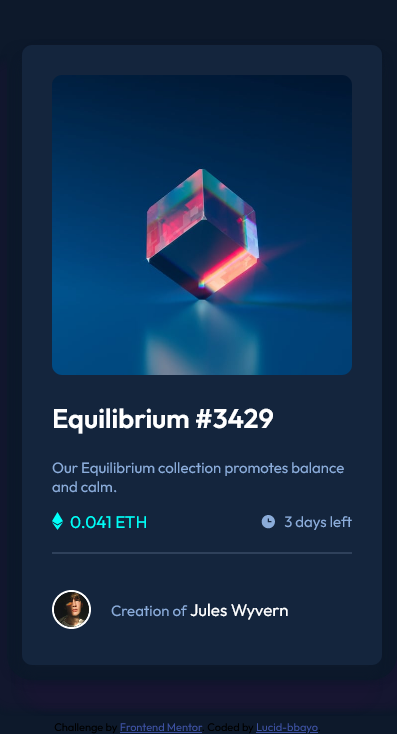 Equilibrium #3429
Our Equilibrium collection promotes balance
and calm.
0.041 ETH
3 days left
Creation of Jules Wyvern
Challenge by Frontend Mentor. Coded by Lucid-bbayo